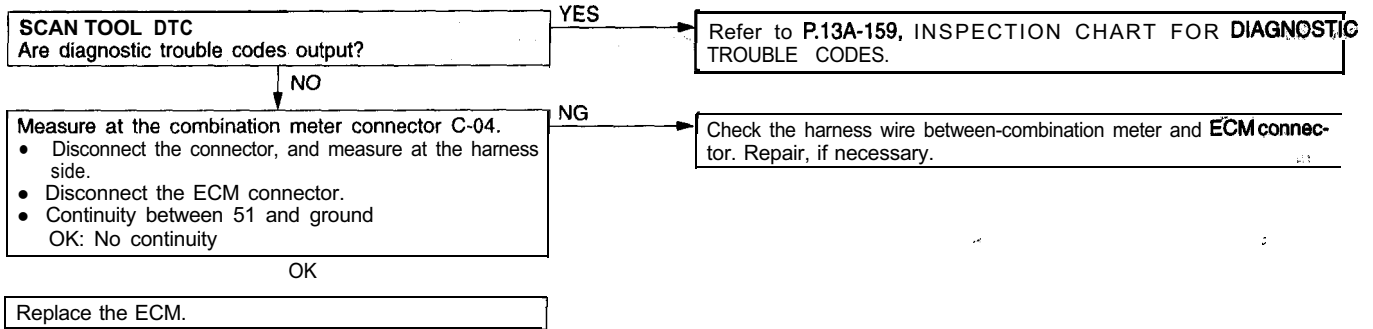 SCAN TOOL DTC
Are diagnostic trouble codes output?
YES
Refer to P.13A-159, INSPECTION CHART FOR DIAGNOSTIC
TROUBLE CODES.
NO
Measure at the combination meter connector C-04.
● Disconnect the connector, and measure at the harness
side.
● Disconnect the ECM connector.
● Continuity between 51 and ground
OK: No continuity
NG
Check the harness wire between-combination meter and ECM connec-
tor. Repair, if necessary.
OK
Replace the ECM.